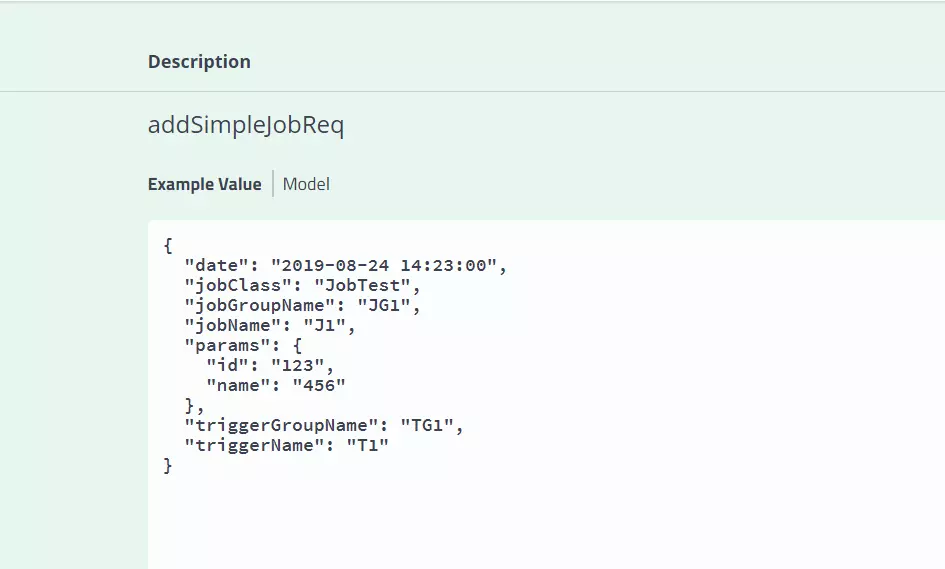 Description
addSimpleJobReq
Example Value | Model
{
  "date": "2019-08-24 14:23:00",
  "jobClass": "JobTest",
  "jobGroupName": "JG1",
  "jobName": "J1",
  "params": {
    "id": "123",
    "name": "456"
  },
  "triggerGroupName": "TG1",
  "triggerName": "T1"
}